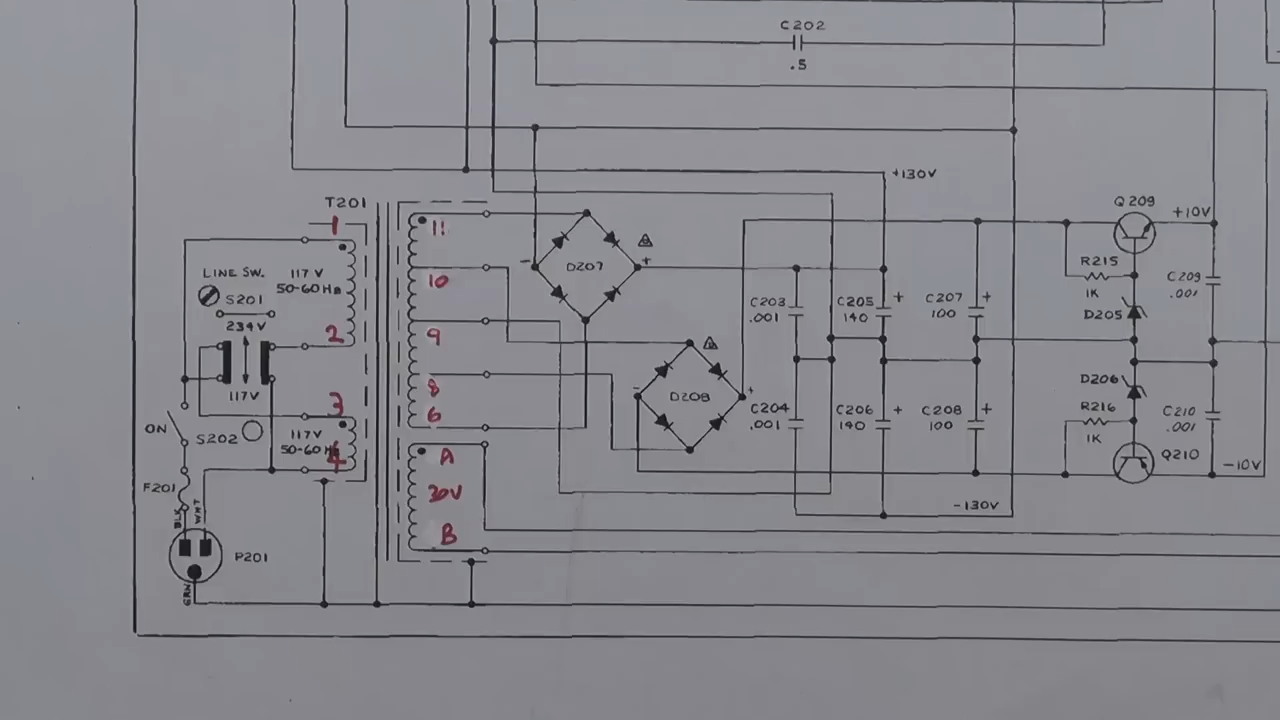 C202
.5
+130V
T201
1
LINE SW.
117 V
50-60Hz
S201
234V
2
117V
3
117V
50-60Hz
4
ON
S202
F201
BLK
WHT
P201
GRN
11
10
9
8
6
A
30V
B
D207
-
+
D208
-
+
C203
.001
C205
140
+
C207
100
+
C204
.001
C206
140
+
C208
100
+
-130V
Q209
+10V
R215
1K
D205
C209
.001
D206
R216
1K
C210
.001
Q210
-10V